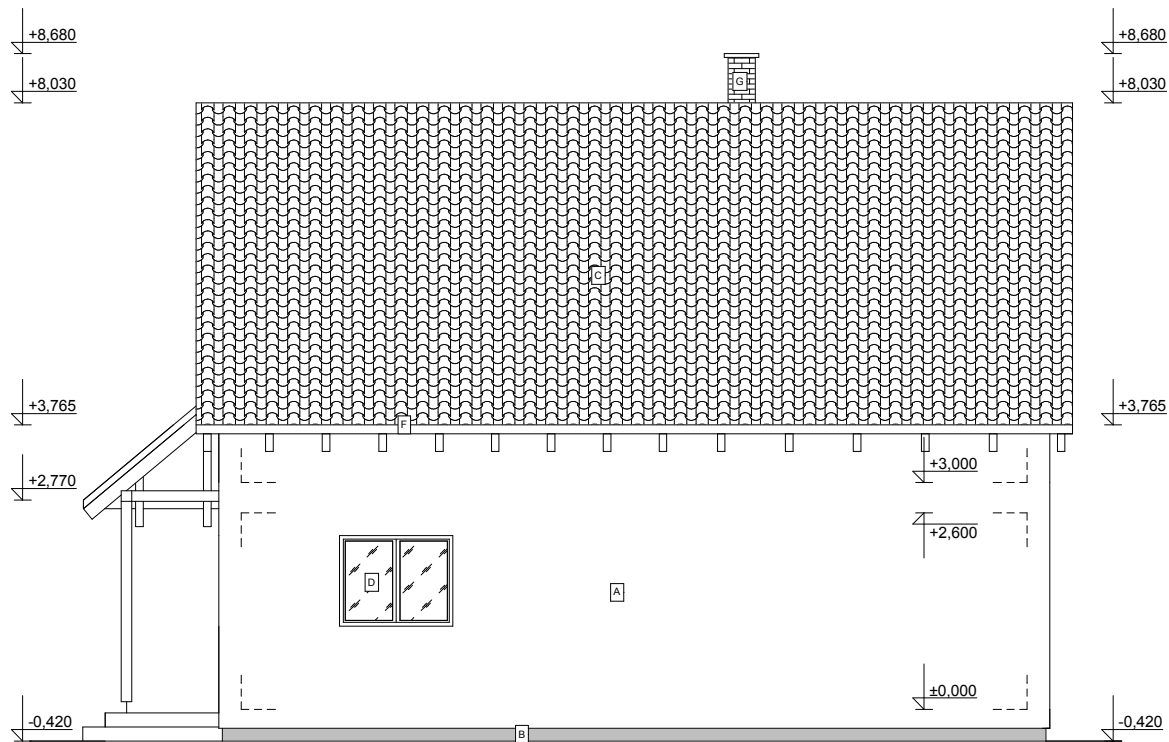 +8,680
+8,680
+8,030
G
+8,030
C
+3,765
+3,765
F
+3,000
+2,770
+2,600
D
A
±0,000
-0,420
-0,420
B